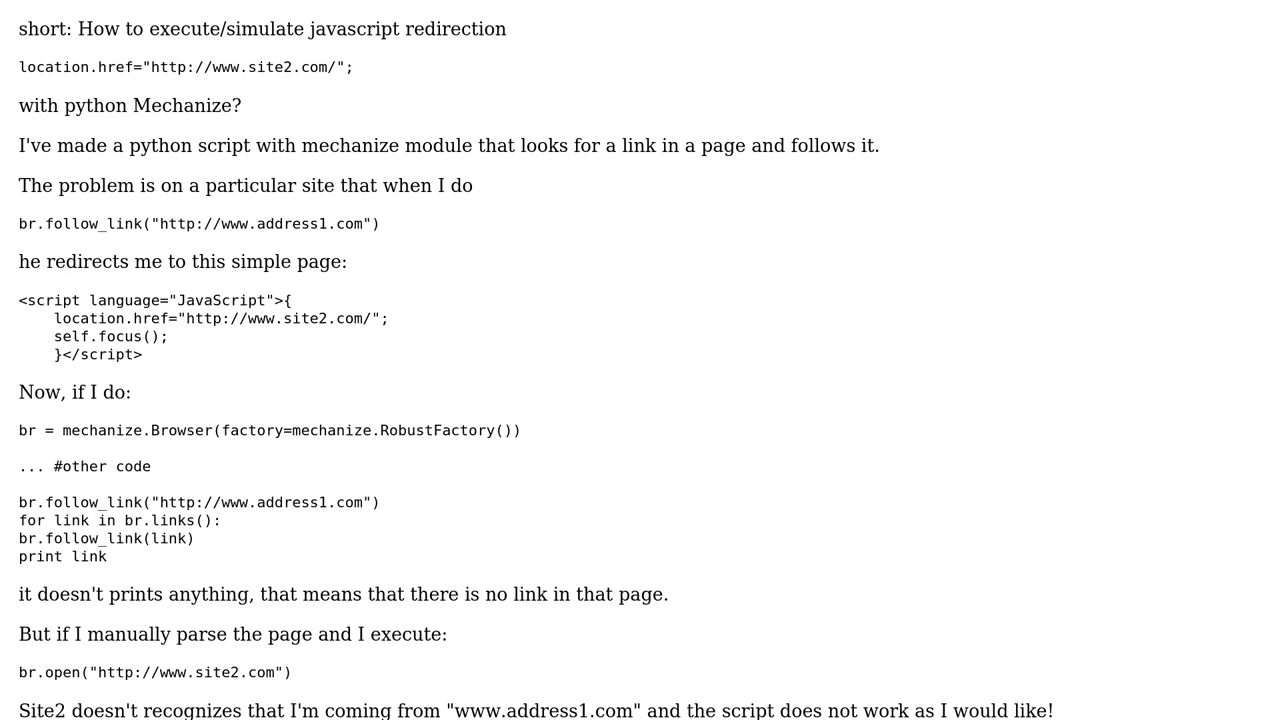 short: How to execute/simulate javascript redirection
location.href="http://www.site2.com/";
with python Mechanize?
I've made a python script with mechanize module that looks for a link in a page and follows it.
The problem is on a particular site that when I do
br.follow_link("http://www.address1.com")
he redirects me to this simple page:
<script language="JavaScript">{
    location.href="http://www.site2.com/";
    self.focus();
    }</script>
Now, if I do:
br = mechanize.Browser(factory=mechanize.RobustFactory())
... #other code
br.follow_link("http://www.address1.com")
for link in br.links():
br.follow_link(link)
print link
it doesn't prints anything, that means that there is no link in that page.
But if I manually parse the page and I execute:
br.open("http://www.site2.com")
Site2 doesn't recognizes that I'm coming from "www.address1.com" and the script does not work as I would like!